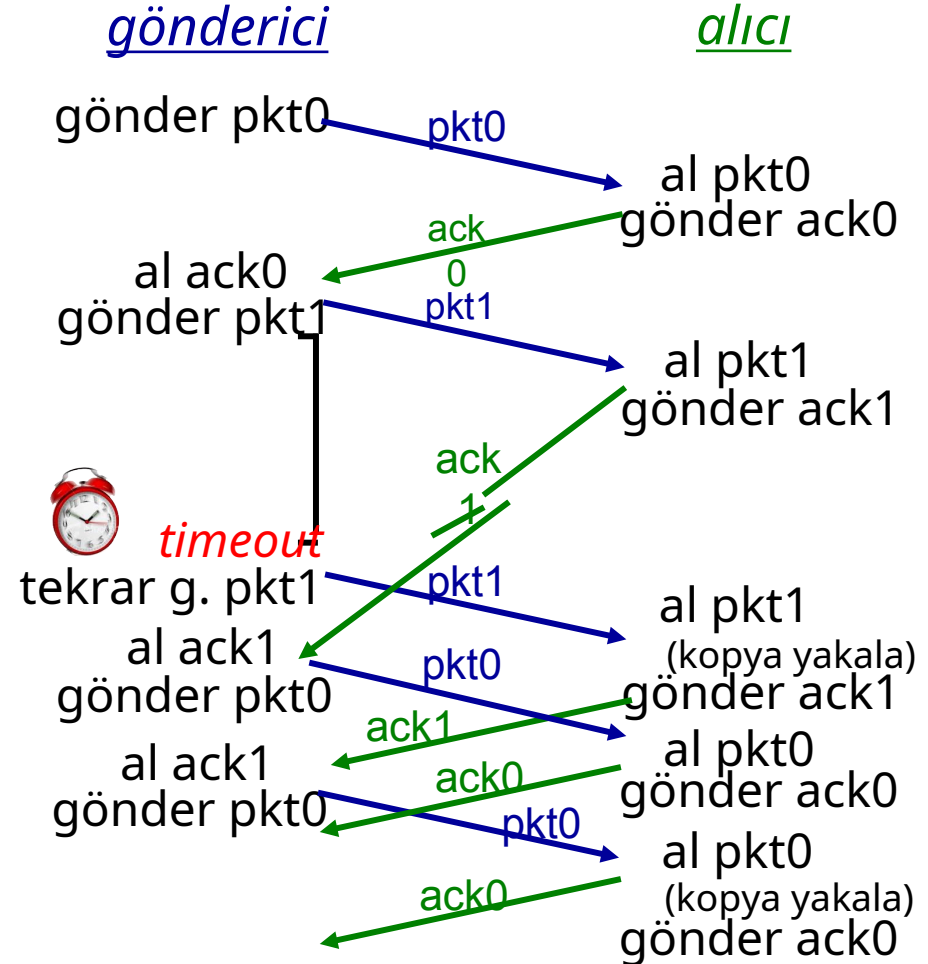 gönderici
alıcı
gönder pkt0
pkt0
al pkt0
gönder ack0
ack
0
al ack0
gönder pkt1
pkt1
al pkt1
gönder ack1
ack
1
timeout
tekrar g. pkt1
pkt1
al pkt1
(kopya yakala)
gönder ack1
al ack1
gönder pkt0
pkt0
ack1
al pkt0
gönder ack0
al ack1
gönder pkt0
ack0
pkt0
al pkt0
(kopya yakala)
gönder ack0
ack0